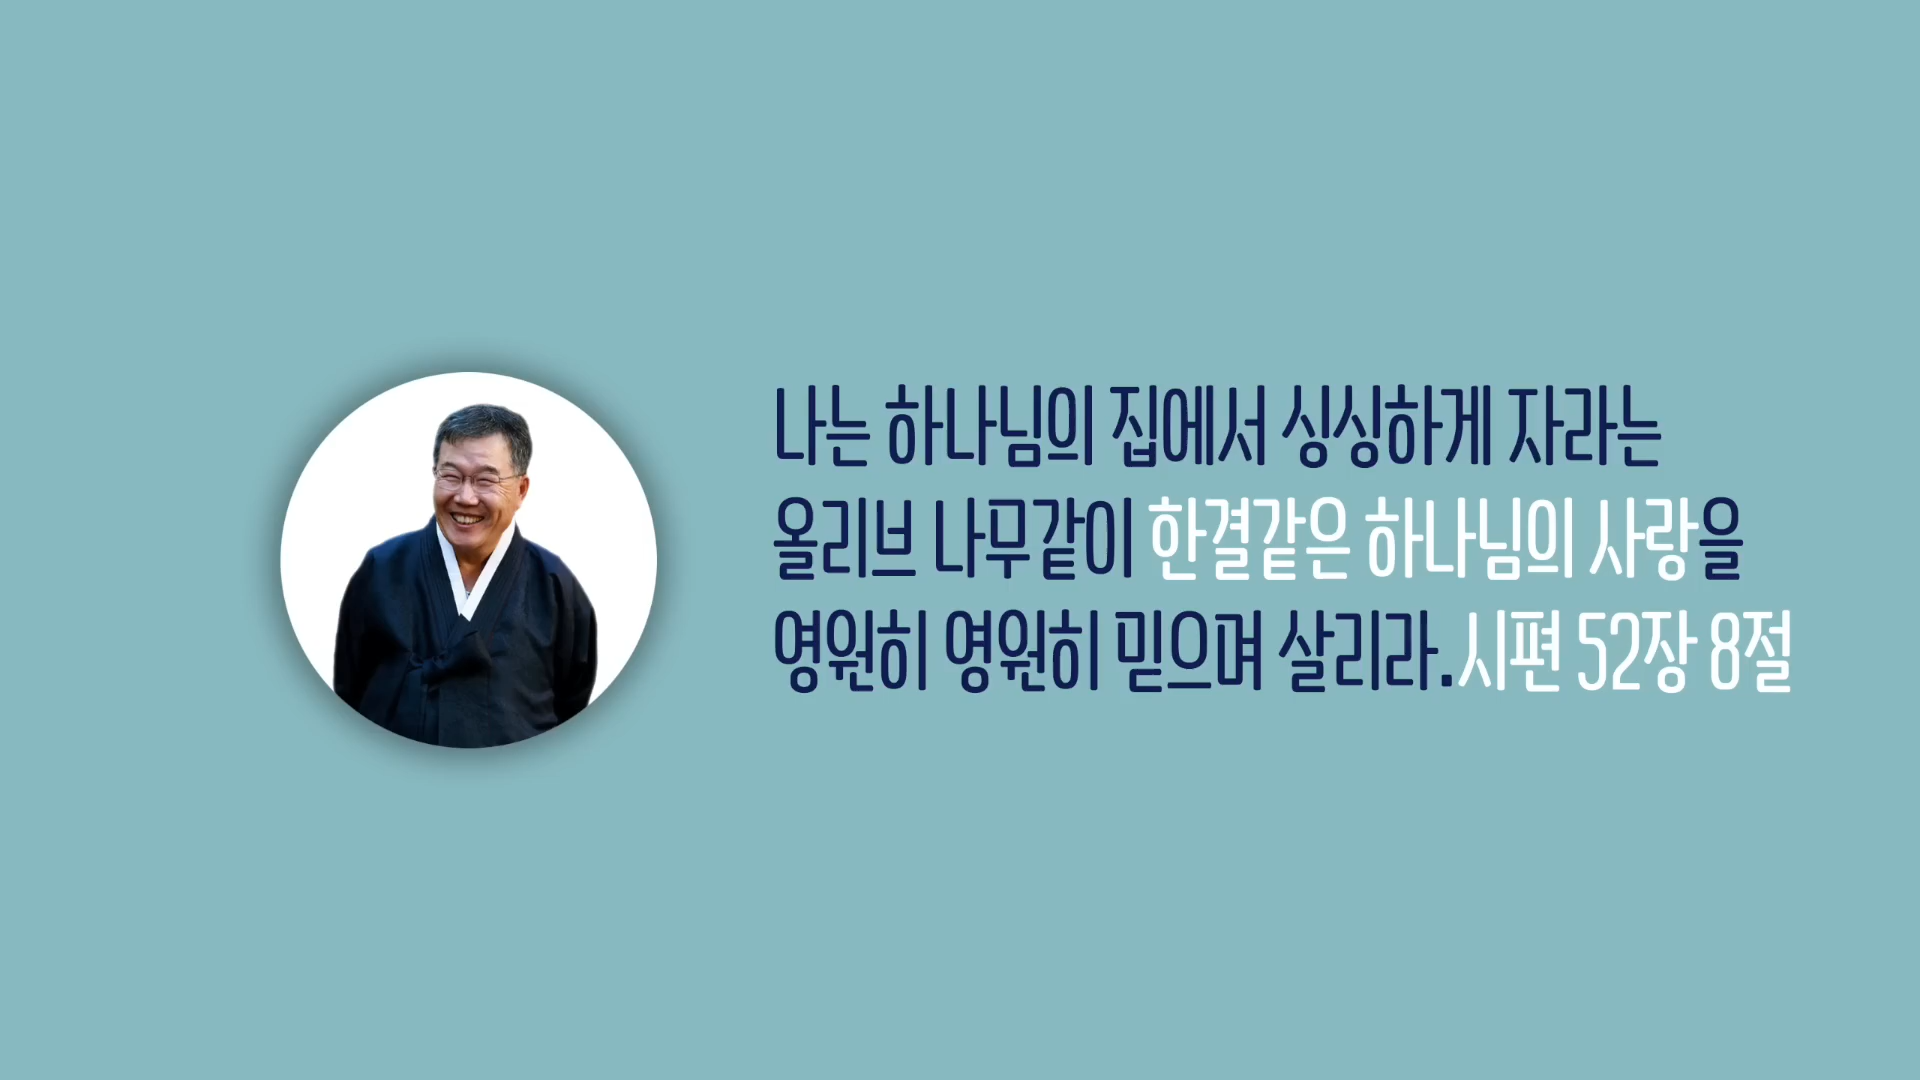 나는 하나님의 집에서 싱싱하게 자라는
올리브 나무같이 한결같은 하나님의 사랑을
영원히 영원히 믿으며 살리라.시편 52장 8절